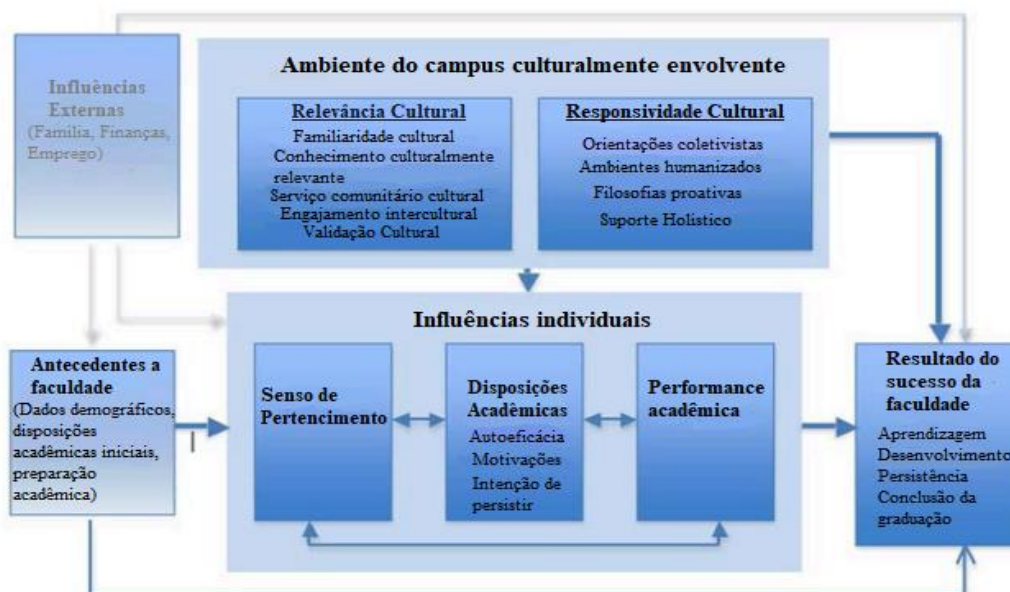 Influências
Externas
(Familia, Finanças,
Emprego)
Ambiente do campus culturalmente envolvente
Relevância Cultural
Familiaridade cultural
Conhecimento culturalmente
relevante
Serviço comunitário cultural
Engajamento intercultural
Validação Cultural
Responsividade Cultural
Orientações coletivistas
Ambientes humanizados
Filosofias proativas
Suporte Holistico
Antecedentes a
faculdade
(Dados demográficos,
disposições
acadêmicas iniciais,
preparação
acadêmica)
Influências individuais
Senso de
Pertencimento
Disposições
Acadêmicas
Autoeficácia
Motivações
Intenção de
persistir
Performance
acadêmica
Resultado do
sucesso da
faculdade
Aprendizagem
Desenvolvimento
Persistência
Conclusão da
graduação